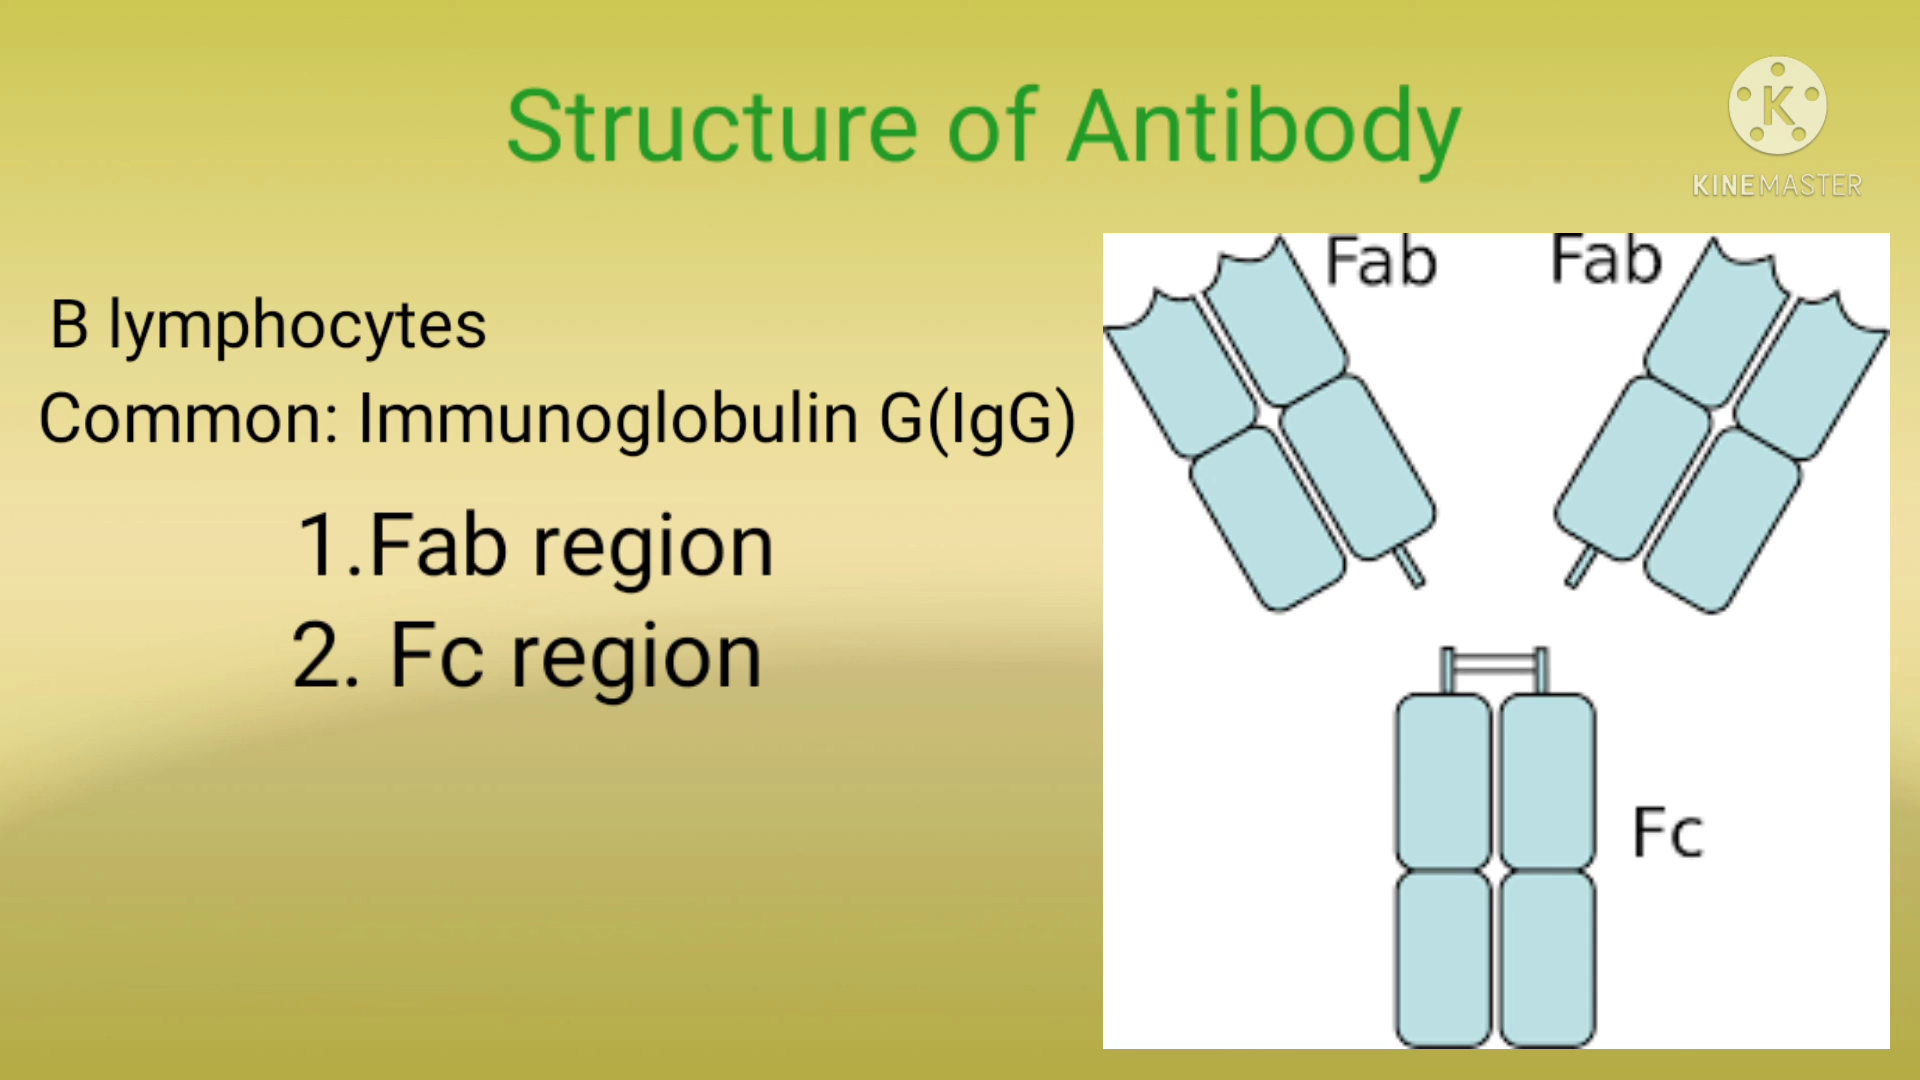 Structure of Antibody
K
KINEMASTER
B lymphocytes
Common: Immunoglobulin G(IgG)
1.Fab region
2. Fc region
Fab
Fab
Fc